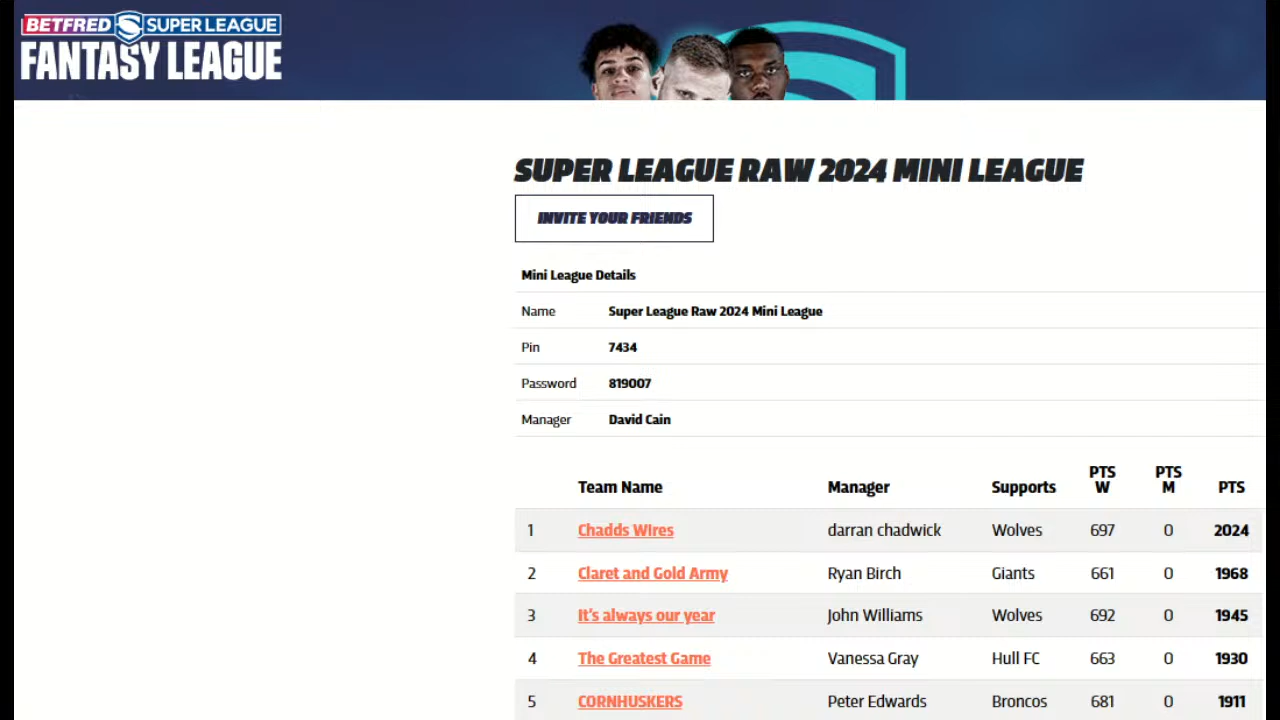 BETFRED SUPER LEAGUE
FANTASY LEAGUE
SUPER LEAGUE RAW 2024 MINI LEAGUE
INVITE YOUR FRIENDS
Mini League Details
Name Super League Raw 2024 Mini League
Pin 7434
Password 819007
Manager David Cain
Team Name Manager Supports PTS W PTS M PTS
1 Chadds WIres darran chadwick Wolves 697 0 2024
2 Claret and Gold Army Ryan Birch Giants 661 0 1968
3 It's always our year John Williams Wolves 692 0 1945
4 The Greatest Game Vanessa Gray Hull FC 663 0 1930
5 CORNHUSKERS Peter Edwards Broncos 681 0 1911